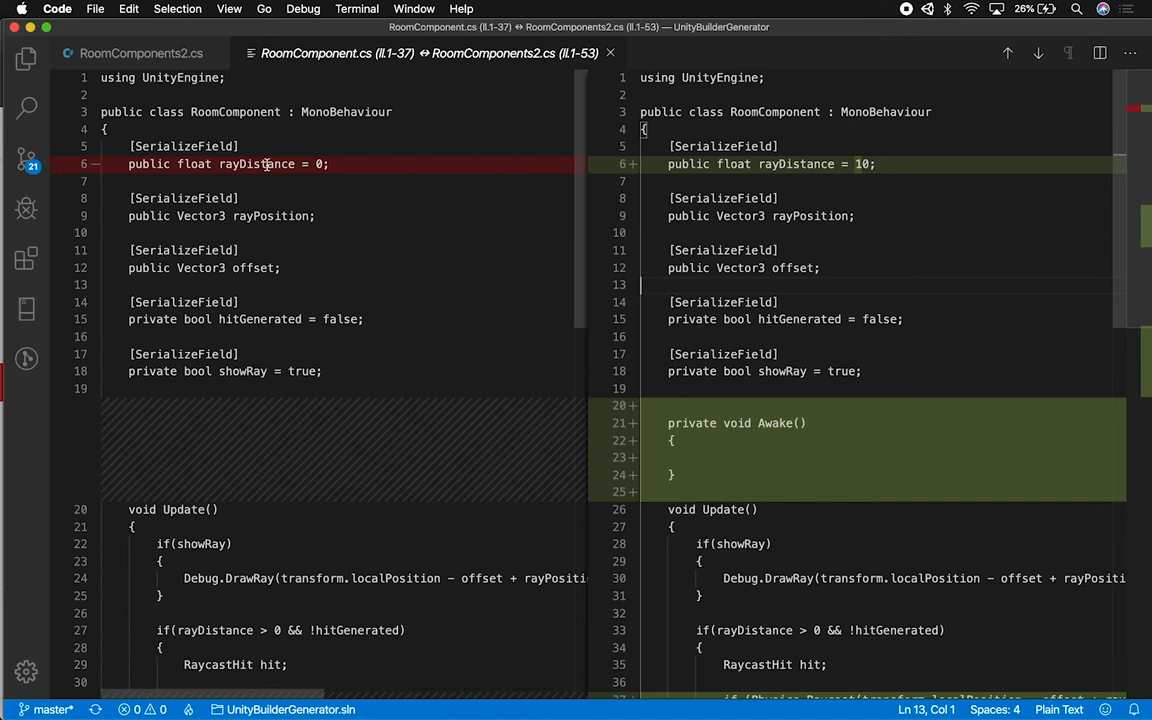 Code File Edit Selection View Go Debug Terminal Window Help 26%
RoomComponent.cs (ll.1-37) ↔ RoomComponents2.cs (ll.1-53) — UnityBuilderGenerator
RoomComponents2.cs
RoomComponent.cs (ll.1-37) ↔ RoomComponents2.cs (ll.1-53)
21
1 using UnityEngine;
2
3 public class RoomComponent : MonoBehaviour
4 {
5 [SerializeField]
6— public float rayDistance = 0;
7
8 [SerializeField]
9 public Vector3 rayPosition;
10
11 [SerializeField]
12 public Vector3 offset;
13
14 [SerializeField]
15 private bool hitGenerated = false;
16
17 [SerializeField]
18 private bool showRay = true;
19
20 void Update()
21 {
22 if(showRay)
23 {
24 Debug.DrawRay(transform.localPosition - offset + rayPositi
25 }
26
27 if(rayDistance > 0 && !hitGenerated)
28 {
29 RaycastHit hit;
30
1 using UnityEngine;
2
3 public class RoomComponent : MonoBehaviour
4 {
5 [SerializeField]
6+ public float rayDistance = 10;
7
8 [SerializeField]
9 public Vector3 rayPosition;
10
11 [SerializeField]
12 public Vector3 offset;
13
14 [SerializeField]
15 private bool hitGenerated = false;
16
17 [SerializeField]
18 private bool showRay = true;
19
20+
21+ private void Awake()
22+ {
23+
24+ }
25+
26 void Update()
27 {
28 if(showRay)
29 {
30 Debug.DrawRay(transform.localPosition - offset + rayPositi
31 }
32
33 if(rayDistance > 0 && !hitGenerated)
34 {
35 RaycastHit hit;
36
master* 0 0 UnityBuilderGenerator.sln Ln 13, Col 1 Spaces: 4 Plain Text